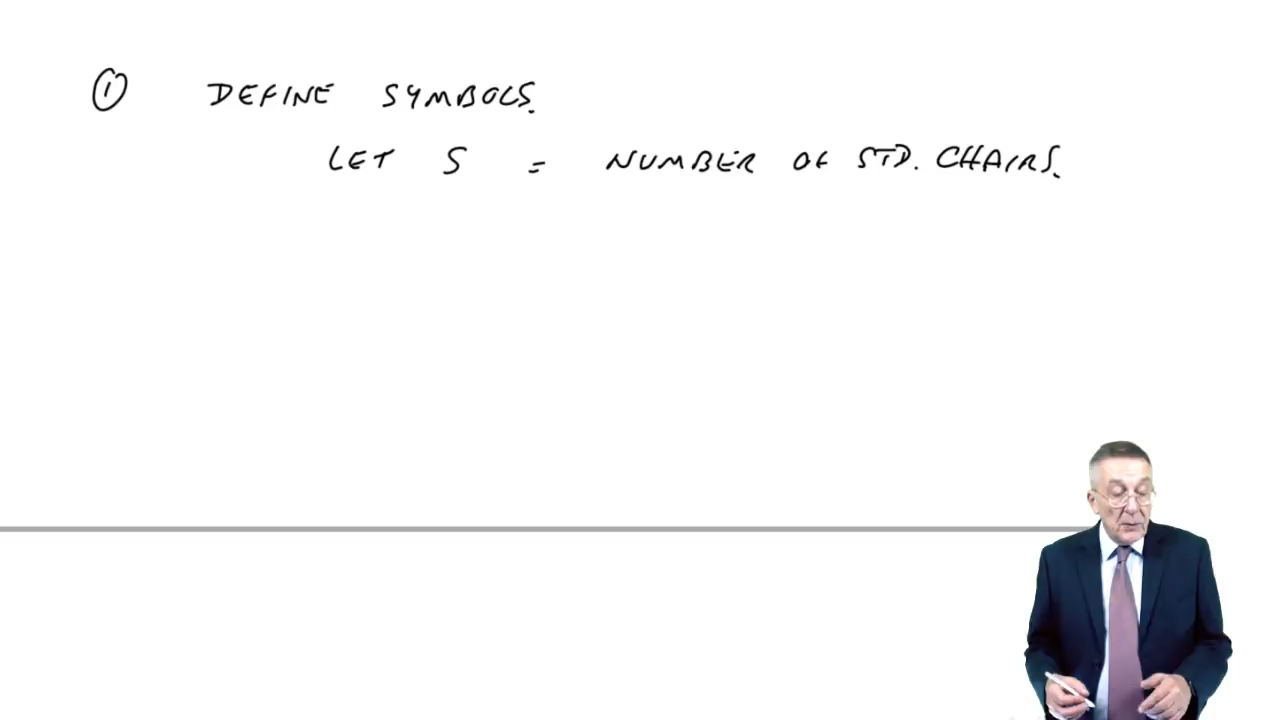 ① DEFINE SYMBOLS.
LET S = NUMBER OF STD. CHAIRS.